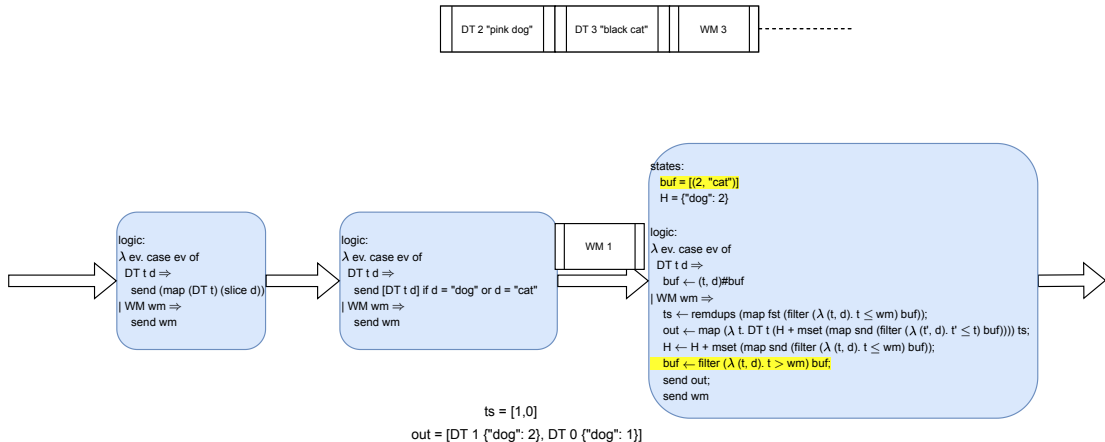 DT 2 "pink dog"
DT 3 "black cat"
WM 3
logic:
λ ev. case ev of
DT t d ⇒
send (map (DT t) (slice d))
| WM wm ⇒
send wm
logic:
λ ev. case ev of
DT t d ⇒
send [DT t d] if d = "dog" or d = "cat"
| WM wm ⇒
send wm
WM 1
states:
buf = [(2, "cat")]
H = {"dog": 2}
logic:
λ ev. case ev of
DT t d ⇒
buf ← (t, d)#buf
| WM wm ⇒
ts ← remdups (map fst (filter (λ (t, d). t ≤ wm) buf));
out ← map (λ t. DT t (H + mset (map snd (filter (λ (t', d). t' ≤ t) buf)))) ts;
H ← H + mset (map snd (filter (λ (t, d). t ≤ wm) buf));
buf ← filter (λ (t, d). t > wm) buf;
send out;
send wm
ts = [1,0]
out = [DT 1 {"dog": 2}, DT 0 {"dog": 1}]